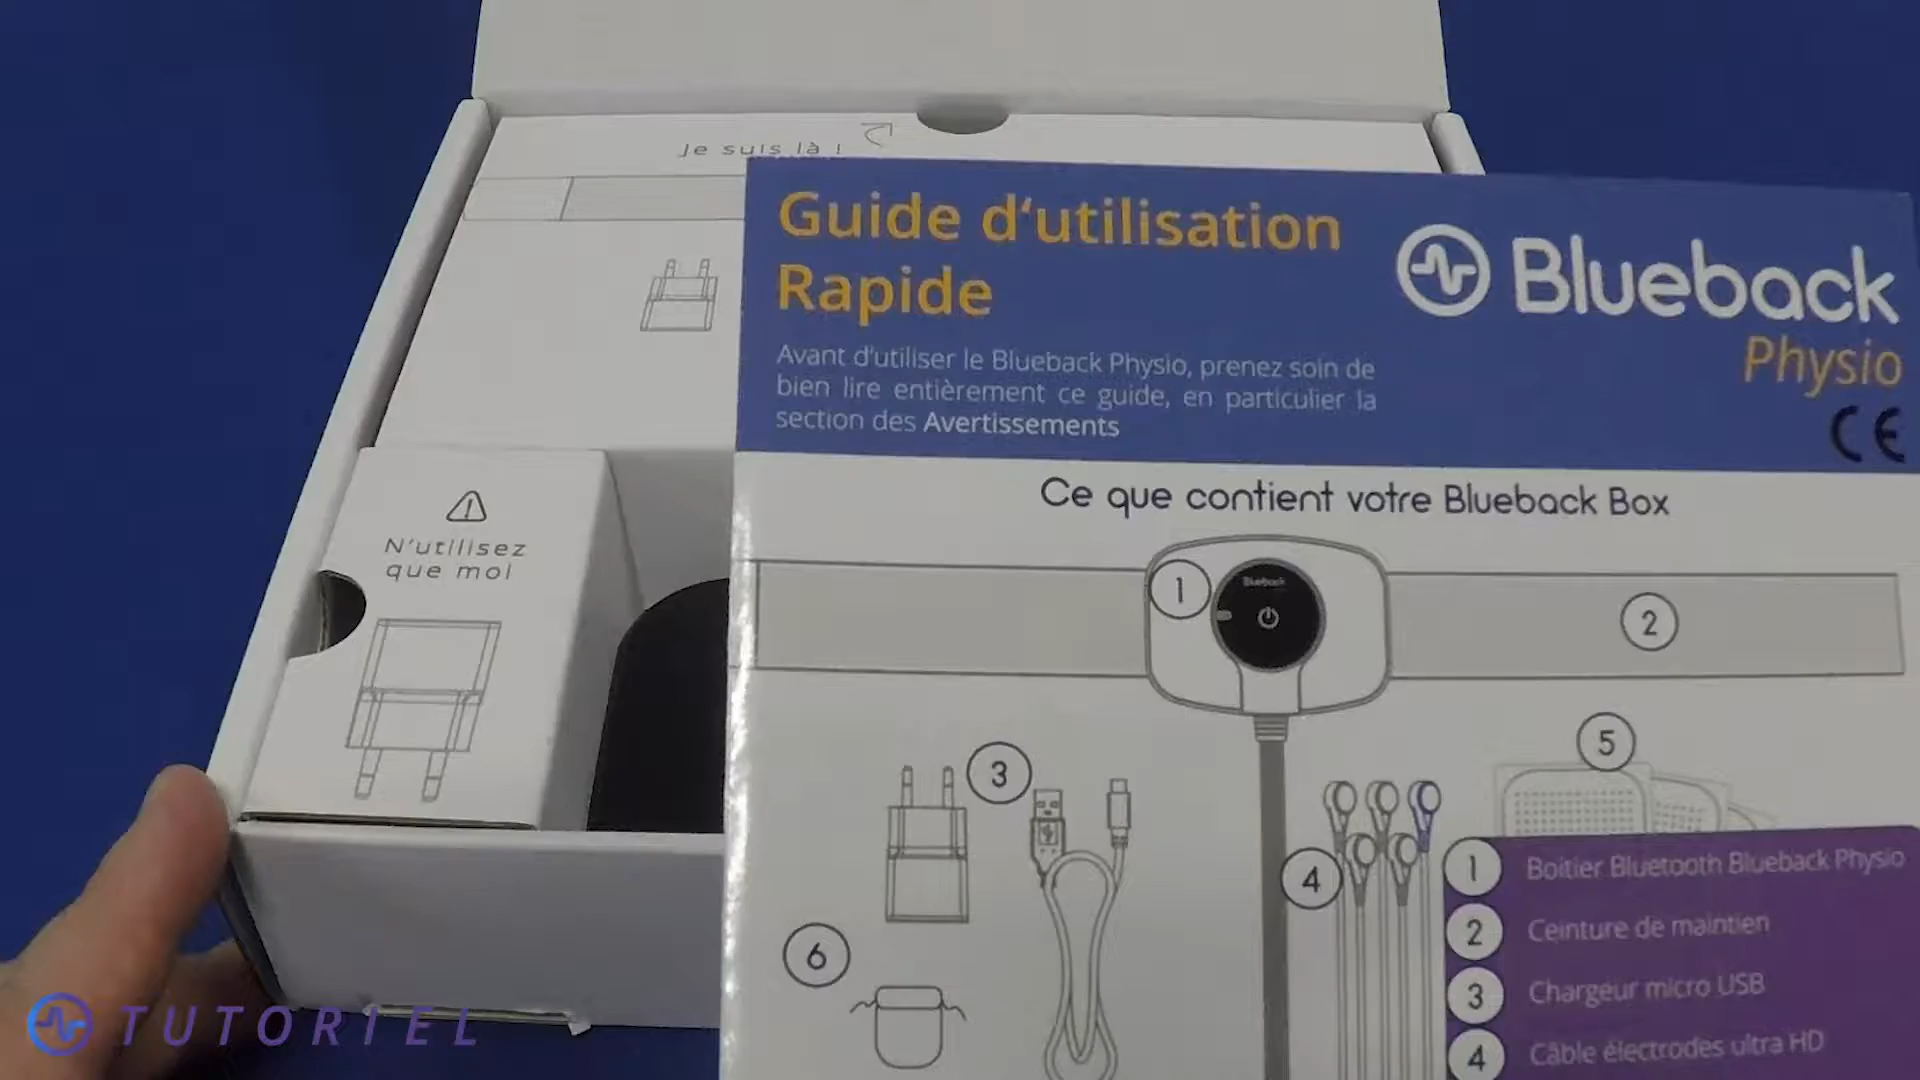 Je suis là !
Guide d‘utilisation
Rapide
Blueback
Physio
CE
Avant d'utiliser le Blueback Physio, prenez soin de
bien lire entièrement ce guide, en particulier la
section des Avertissements
Ce que contient votre Blueback Box
N'utilisez
que moi
Blueback
1
2
3
4
5
6
1 Boitier Bluetooth Blueback Physio
2 Ceinture de maintien
3 Chargeur micro USB
4 Câble électrodes ultra HD
TUTORIEL